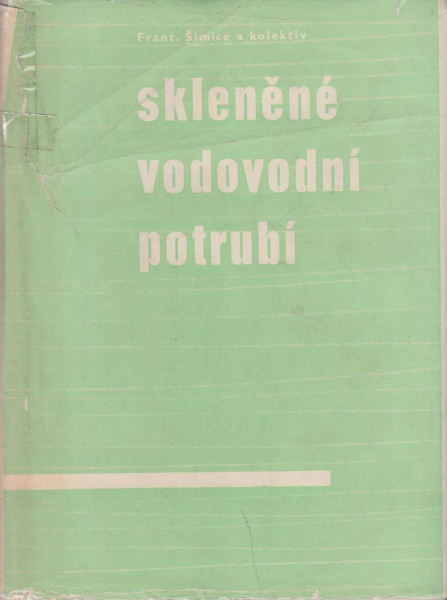 Frant. Šimice a kolektiv
skleněné
vodovodní
potrubí